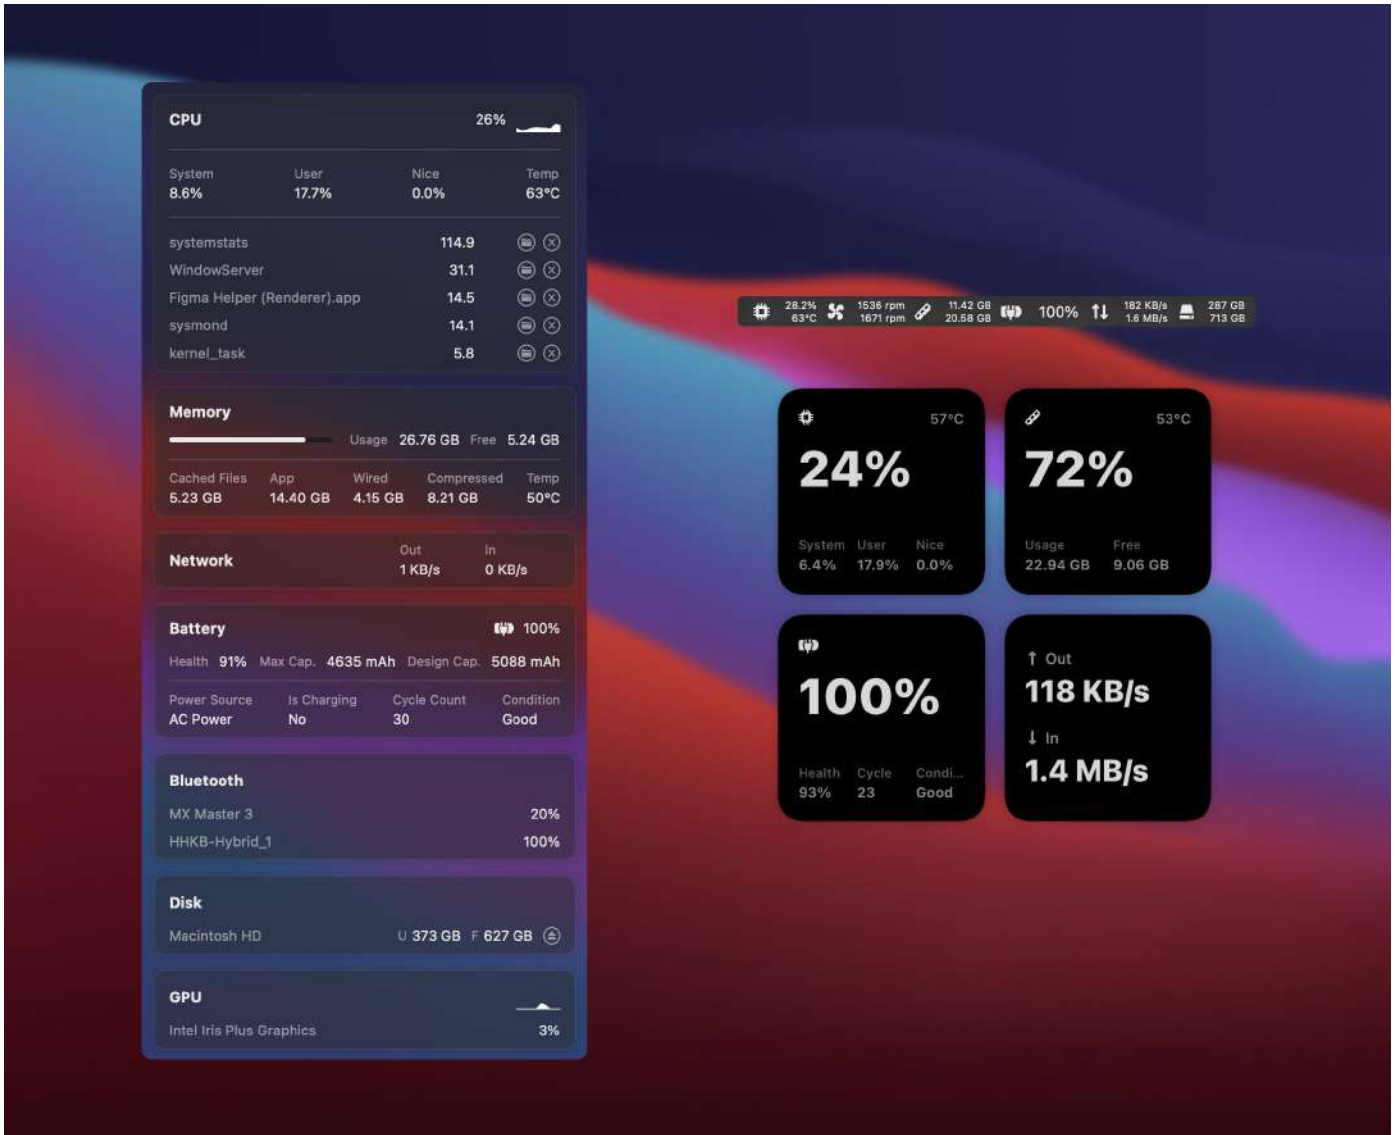 CPU 26%
System User Nice Temp
8.6% 17.7% 0.0% 63°C
systemstats 114.9
WindowServer 31.1
Figma Helper (Renderer).app 14.5
sysmond 14.1
kernel_task 5.8
Memory
Usage 26.76 GB Free 5.24 GB
Cached Files App Wired Compressed Temp
5.23 GB 14.40 GB 4.15 GB 8.21 GB 50°C
Network
Out In
1 KB/s 0 KB/s
Battery 100%
Health 91% Max Cap. 4635 mAh Design Cap. 5088 mAh
Power Source Is Charging Cycle Count Condition
AC Power No 30 Good
Bluetooth
MX Master 3 20%
HHKB-Hybrid_1 100%
Disk
Macintosh HD U 373 GB F 627 GB
GPU
Intel Iris Plus Graphics 3%
28.2% 1536 rpm 11.42 GB 100% 182 KB/s 287 GB
63°C 1671 rpm 20.58 GB 1.6 MB/s 713 GB
57°C
24%
System User Nice
6.4% 17.9% 0.0%
53°C
72%
Usage Free
22.94 GB 9.06 GB
100%
Health Cycle Condi...
93% 23 Good
↑ Out
118 KB/s
↓ In
1.4 MB/s